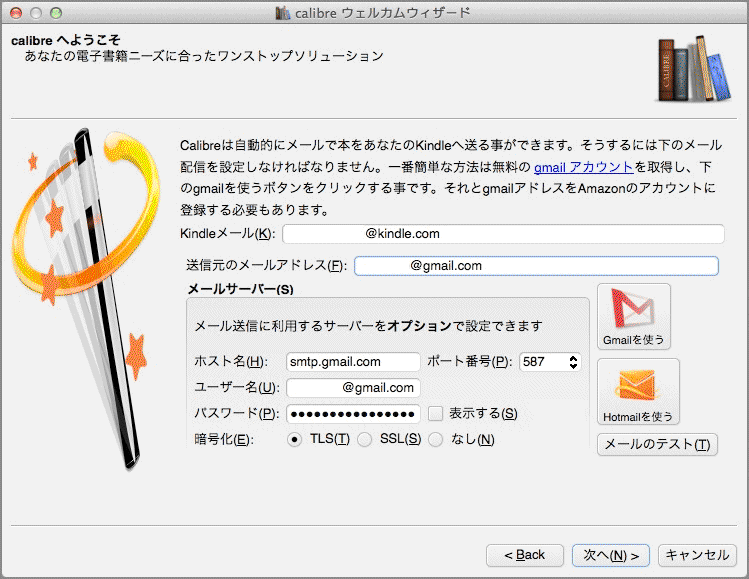 calibre ウェルカムウィザード
calibre へようこそ
あなたの電子書籍ニーズに合ったワンストップソリューション
Calibreは自動的にメールで本をあなたのKindleへ送る事ができます。そうするには下のメール
配信を設定しなければなりません。一番簡単な方法は無料の gmail アカウントを取得し、下
のgmailを使うボタンをクリックする事です。それとgmailアドレスをAmazonのアカウントに
登録する必要もあります。
Kindleメール(K): @kindle.com
送信元のメールアドレス(F): @gmail.com
メールサーバー(S)
メール送信に利用するサーバーをオプションで設定できます
ホスト名(H): smtp.gmail.com ポート番号(P): 587
ユーザー名(U): @gmail.com
パスワード(P): ●●●●●●●●●●●●●●●● 表示する(S)
暗号化(E): TLS(T) SSL(S) なし(N)
Gmailを使う
Hotmailを使う
メールのテスト(T)
< Back 次へ(N) > キャンセル